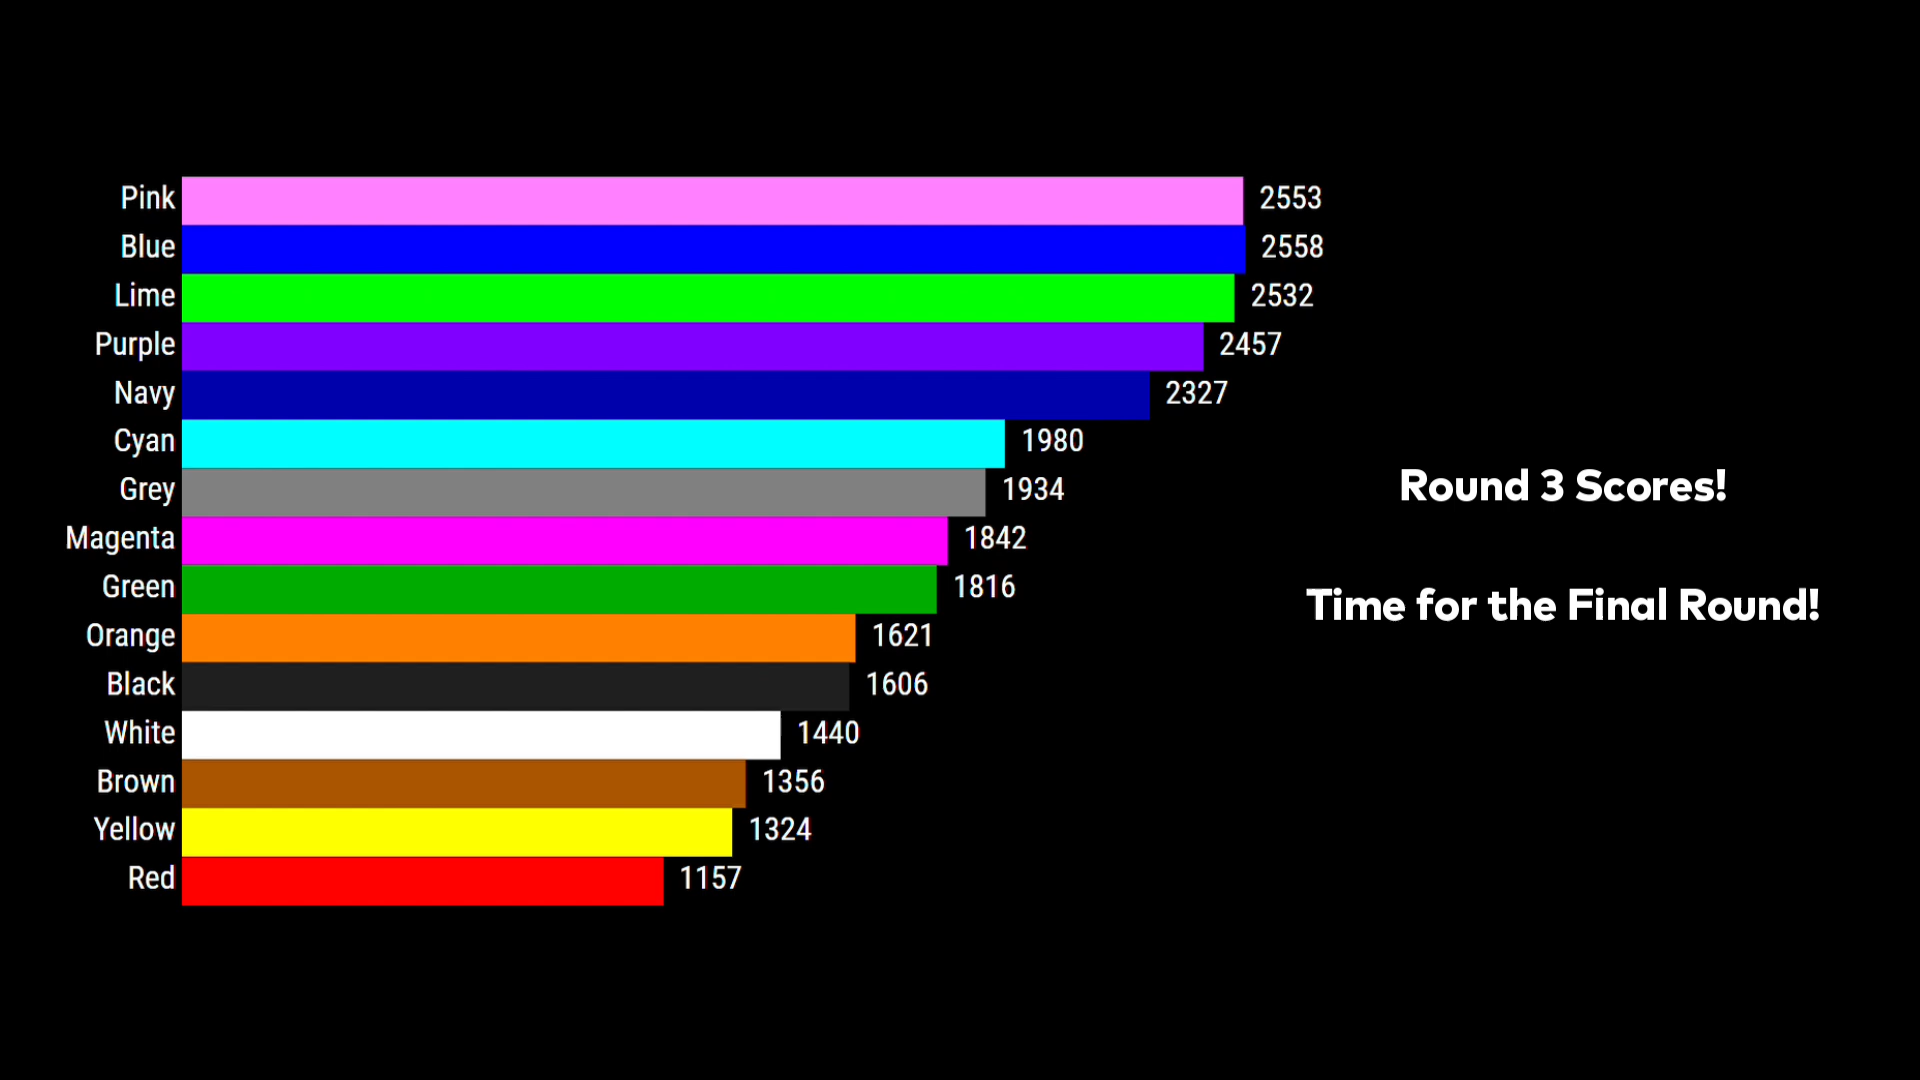 Pink 2553
Blue 2558
Lime 2532
Purple 2457
Navy 2327
Cyan 1980
Grey 1934
Magenta 1842
Green 1816
Orange 1621
Black 1606
White 1440
Brown 1356
Yellow 1324
Red 1157
Round 3 Scores!
Time for the Final Round!